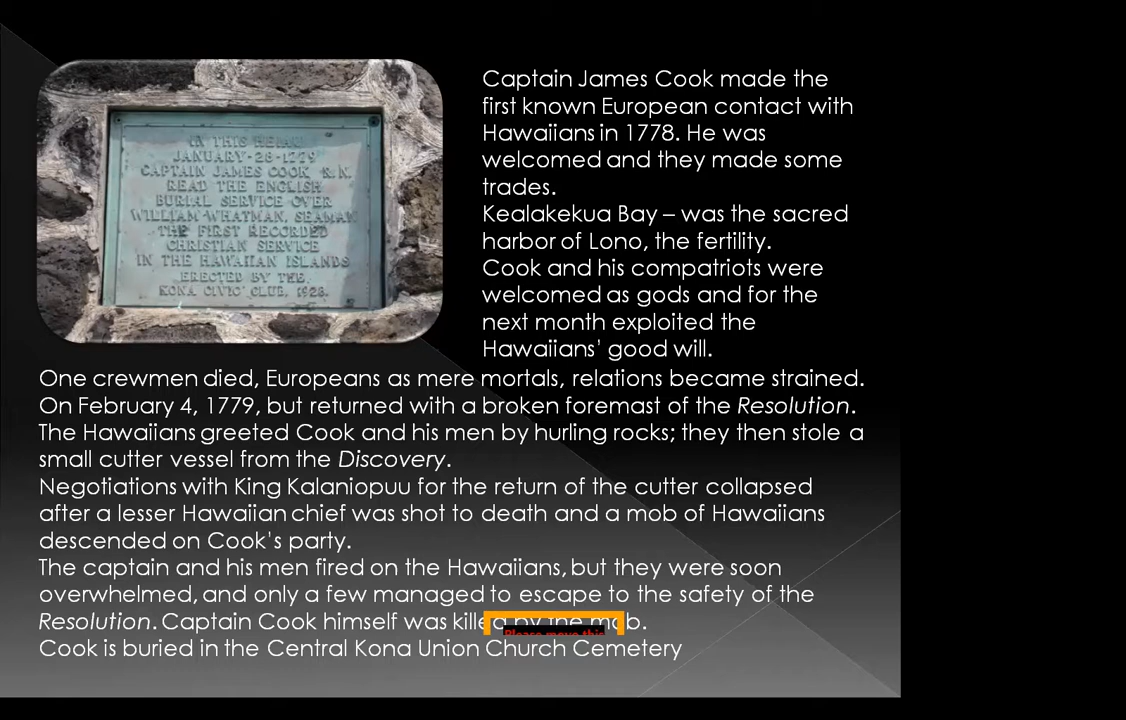 IN THIS HEIAU
JANUARY-28-1779
CAPTAIN JAMES COOK R.N.
READ THE ENGLISH
BURIAL SERVICE OVER
WILLIAM WHATMAN, SEAMAN
THE FIRST RECORDED
CHRISTIAN SERVICE
IN THE HAWAIIAN ISLANDS
ERECTED BY THE
KONA CIVIC CLUB, 1928.
Captain James Cook made the
first known European contact with
Hawaiians in 1778. He was
welcomed and they made some
trades.
Kealakekua Bay – was the sacred
harbor of Lono, the fertility.
Cook and his compatriots were
welcomed as gods and for the
next month exploited the
Hawaiians' good will.
One crewmen died, Europeans as mere mortals, relations became strained.
On February 4, 1779, but returned with a broken foremast of the Resolution.
The Hawaiians greeted Cook and his men by hurling rocks; they then stole a
small cutter vessel from the Discovery.
Negotiations with King Kalaniopuu for the return of the cutter collapsed
after a lesser Hawaiian chief was shot to death and a mob of Hawaiians
descended on Cook's party.
The captain and his men fired on the Hawaiians, but they were soon
overwhelmed, and only a few managed to escape to the safety of the
Resolution. Captain Cook himself was killed by the mob.
Please move this
Cook is buried in the Central Kona Union Church Cemetery